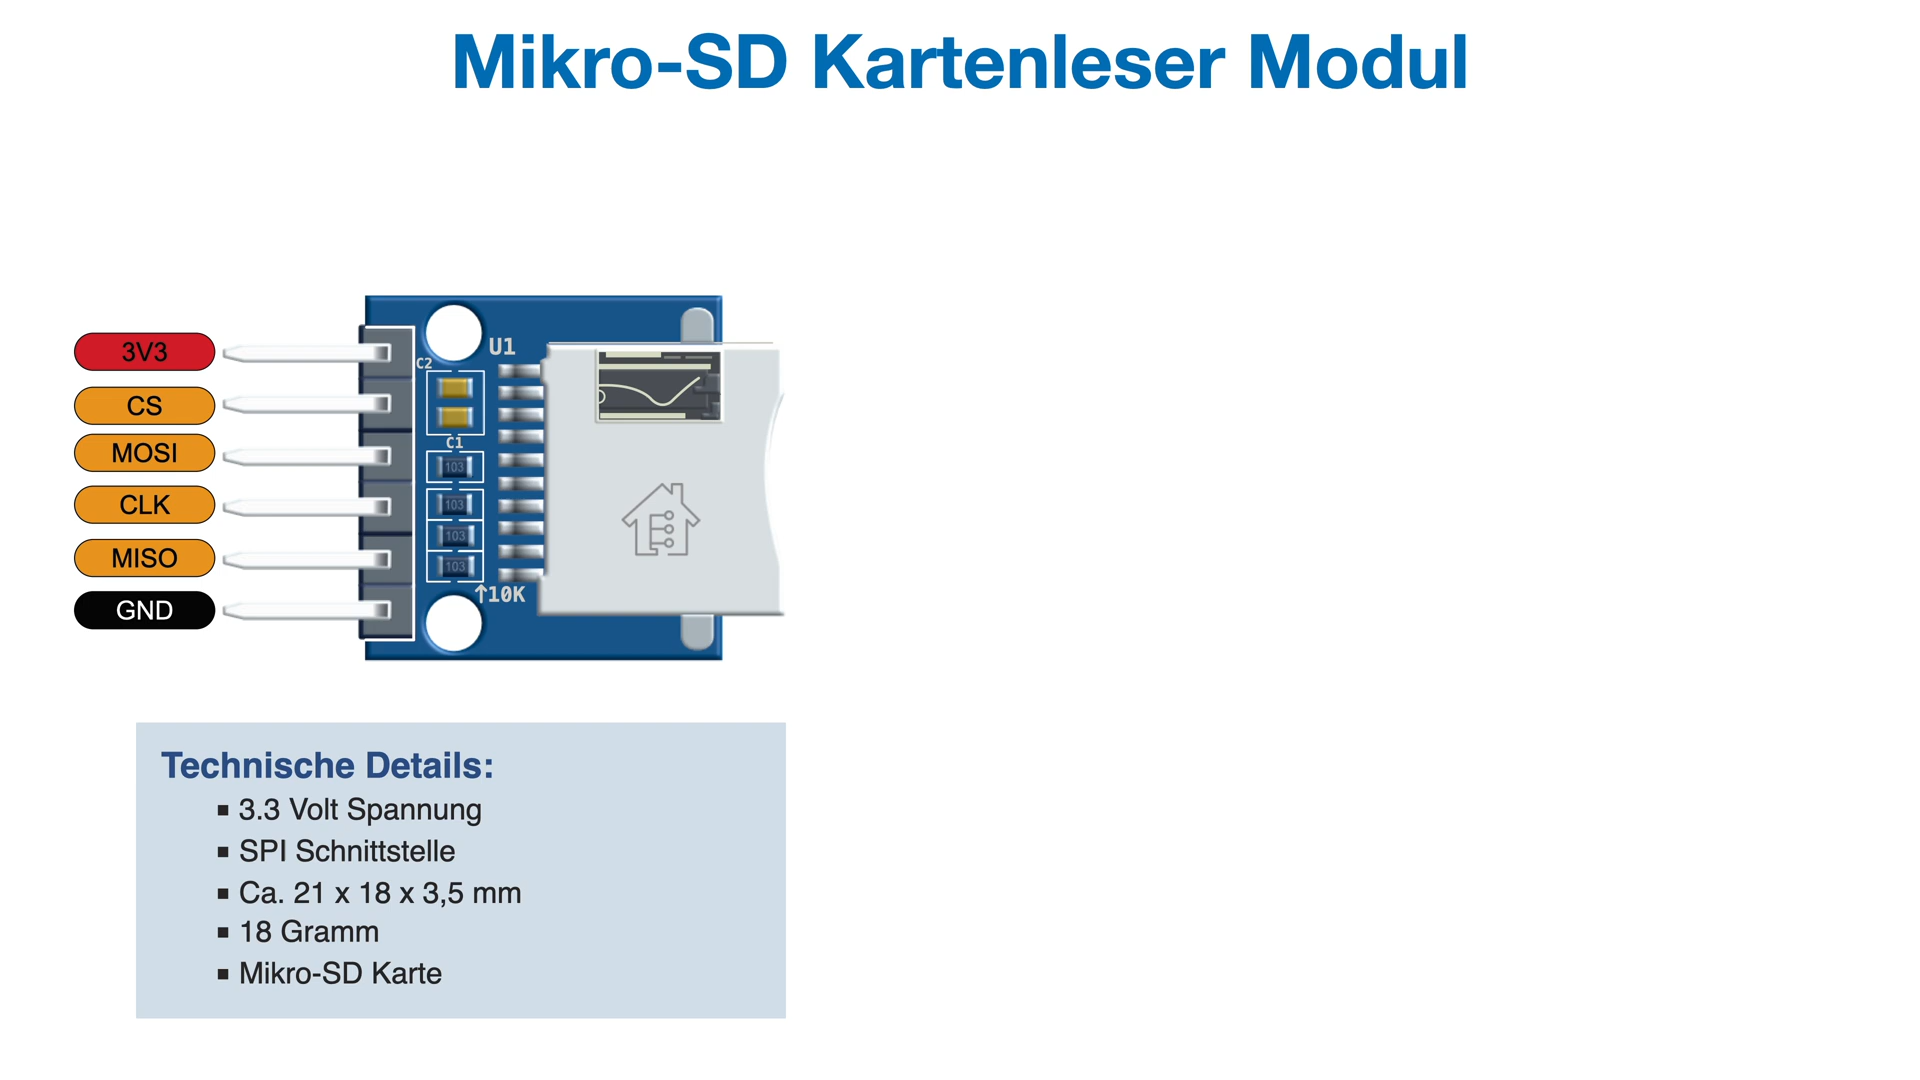 Mikro-SD Kartenleser Modul
3V3
CS
MOSI
CLK
MISO
GND
U1
C2
C1
103
103
103
103
↑10K
Technische Details:
▪ 3.3 Volt Spannung
▪ SPI Schnittstelle
▪ Ca. 21 x 18 x 3,5 mm
▪ 18 Gramm
▪ Mikro-SD Karte